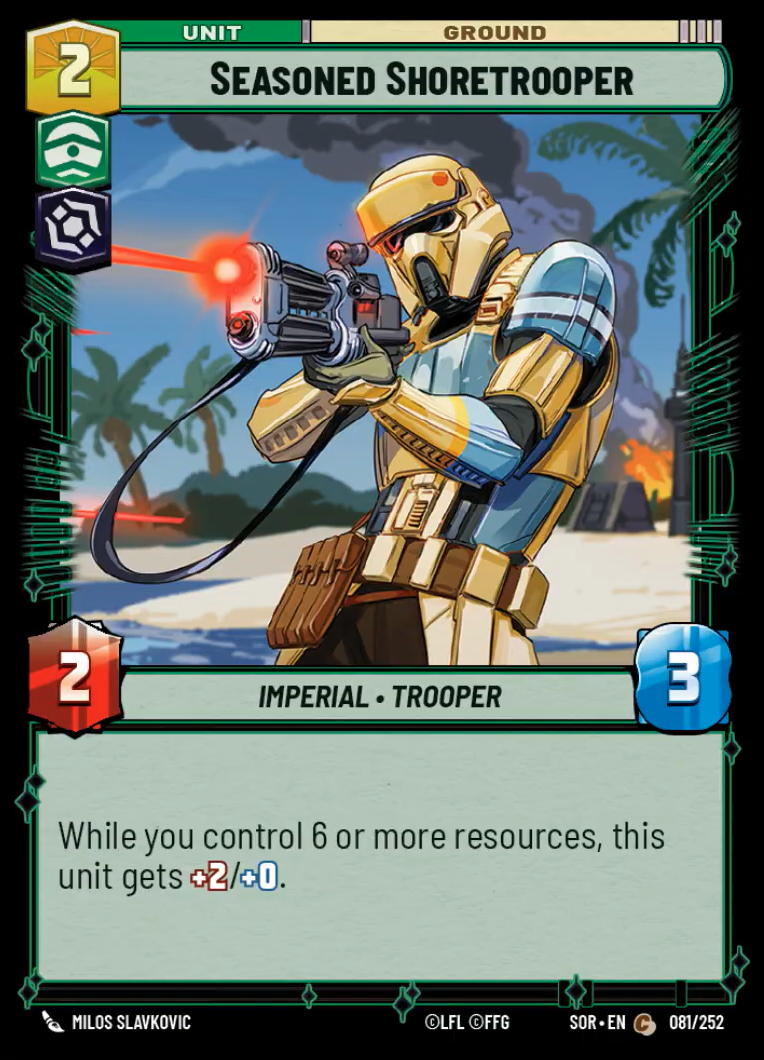 UNIT GROUND
2 SEASONED SHORETROOPER
2 IMPERIAL • TROOPER 3
While you control 6 or more resources, this
unit gets +2/+0.
MILOS SLAVKOVIC ©LFL ©FFG SOR • EN C 081/252